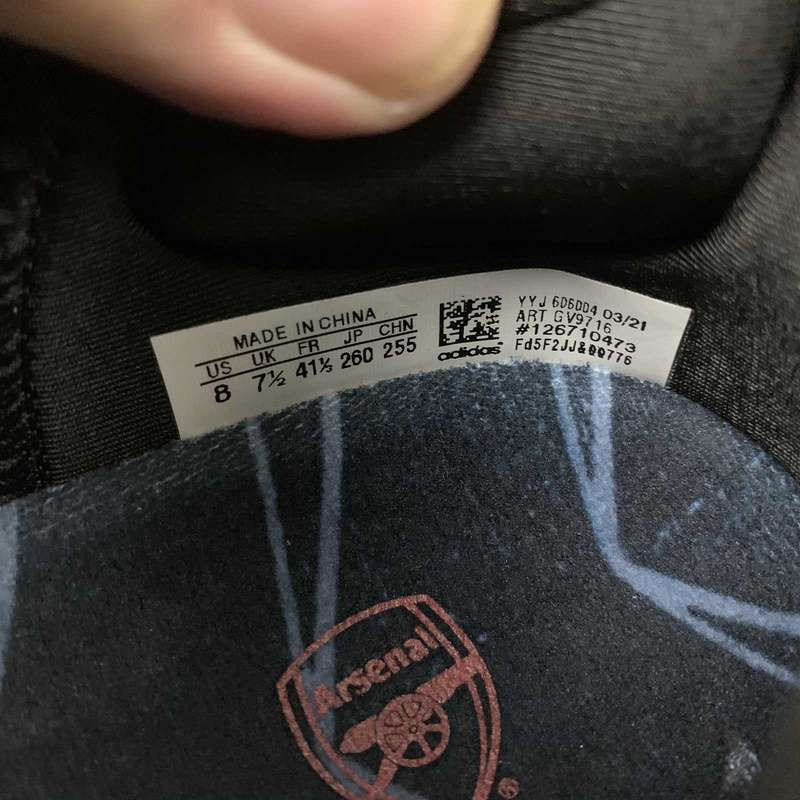 MADE IN CHINA
US UK FR JP CHN
8 7½ 41⅓ 260 255
adidas
YYJ 606004 03/21
ART GV9716
#126710473
Fd5F2JJ&00776
Arsenal
®